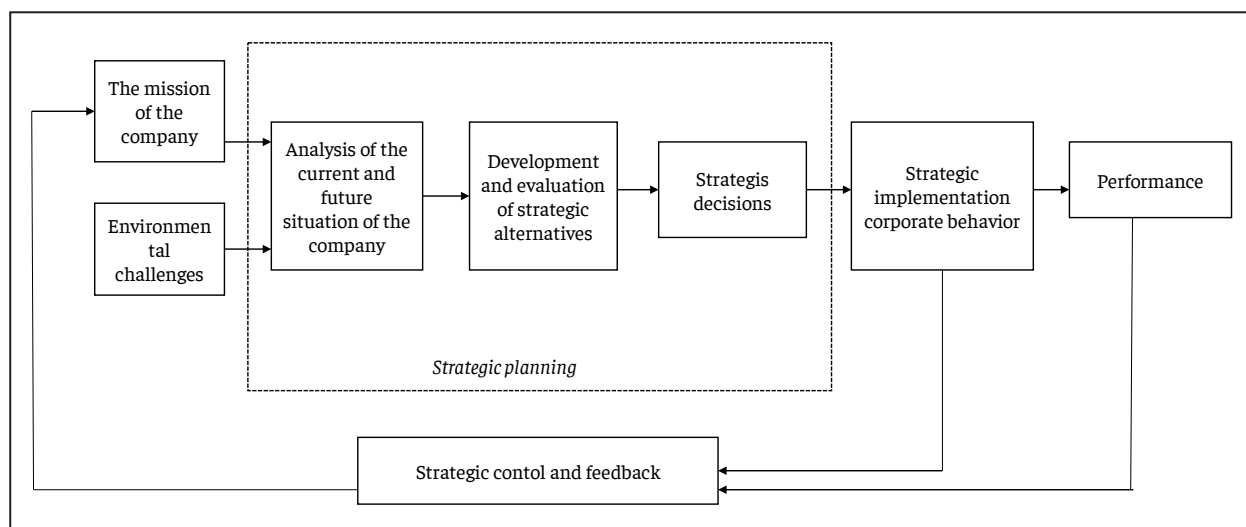 The mission
of the
company
Environmen
tal
challenges
Analysis of the
current and
future
situation of the
company
Development
and evaluation
of strategic
alternatives
Strategis
decisions
Strategic
implementation
corporate behavior
Performance
Strategic planning
Strategic contol and feedback